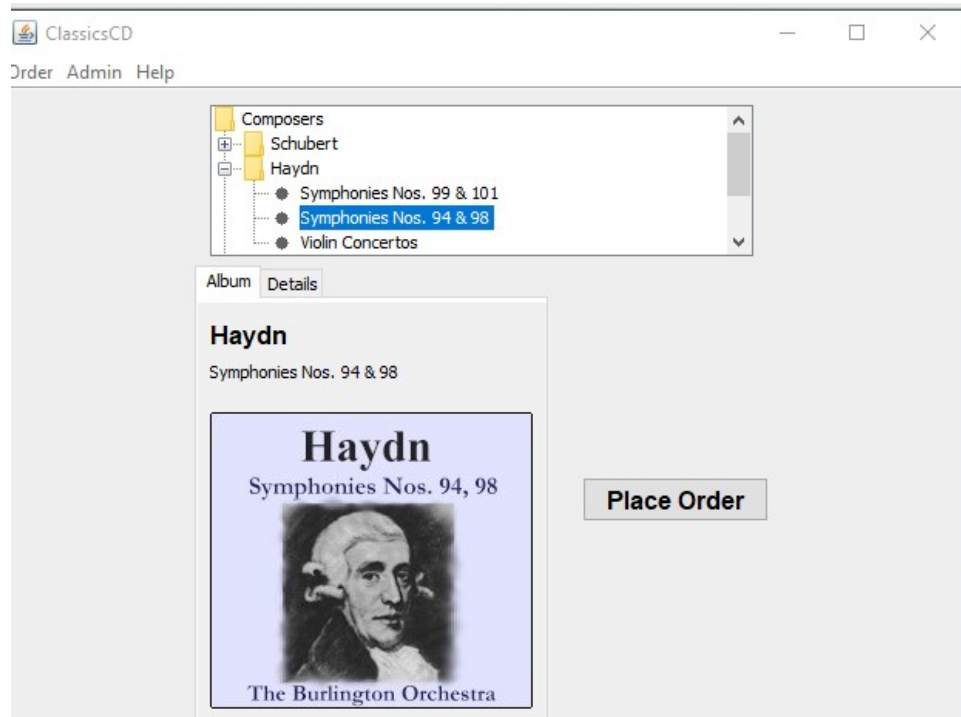 ClassicsCD
Order Admin Help
Composers
Schubert
Haydn
Symphonies Nos. 99 & 101
Symphonies Nos. 94 & 98
Violin Concertos
Album Details
Haydn
Symphonies Nos. 94 & 98
Haydn
Symphonies Nos. 94, 98
Place Order
The Burlington Orchestra